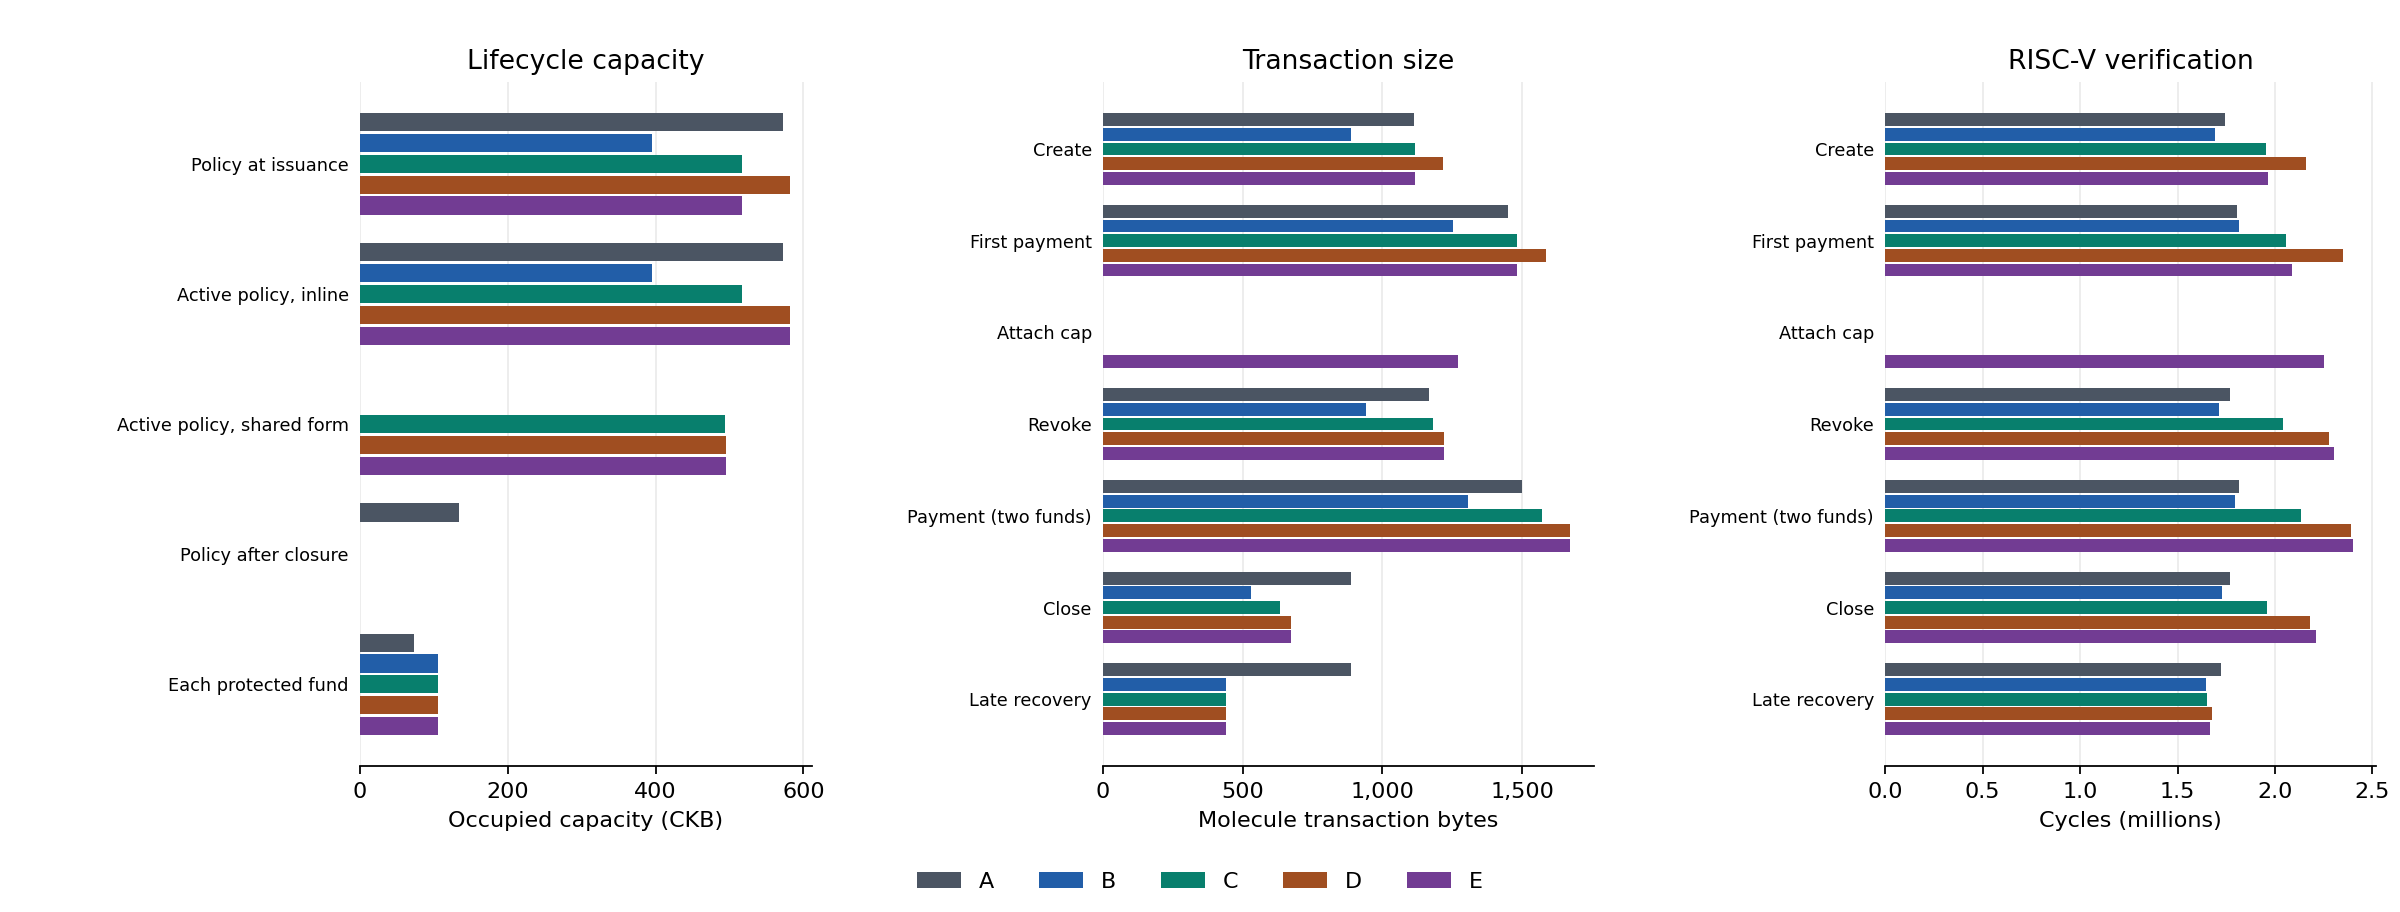 Lifecycle capacity
Policy at issuance
Active policy, inline
Active policy, shared form
Policy after closure
Each protected fund
0 200 400 600
Occupied capacity (CKB)
Transaction size
Create
First payment
Attach cap
Revoke
Payment (two funds)
Close
Late recovery
0 500 1,000 1,500
Molecule transaction bytes
RISC-V verification
Create
First payment
Attach cap
Revoke
Payment (two funds)
Close
Late recovery
0.0 0.5 1.0 1.5 2.0 2.5
Cycles (millions)
A B C D E